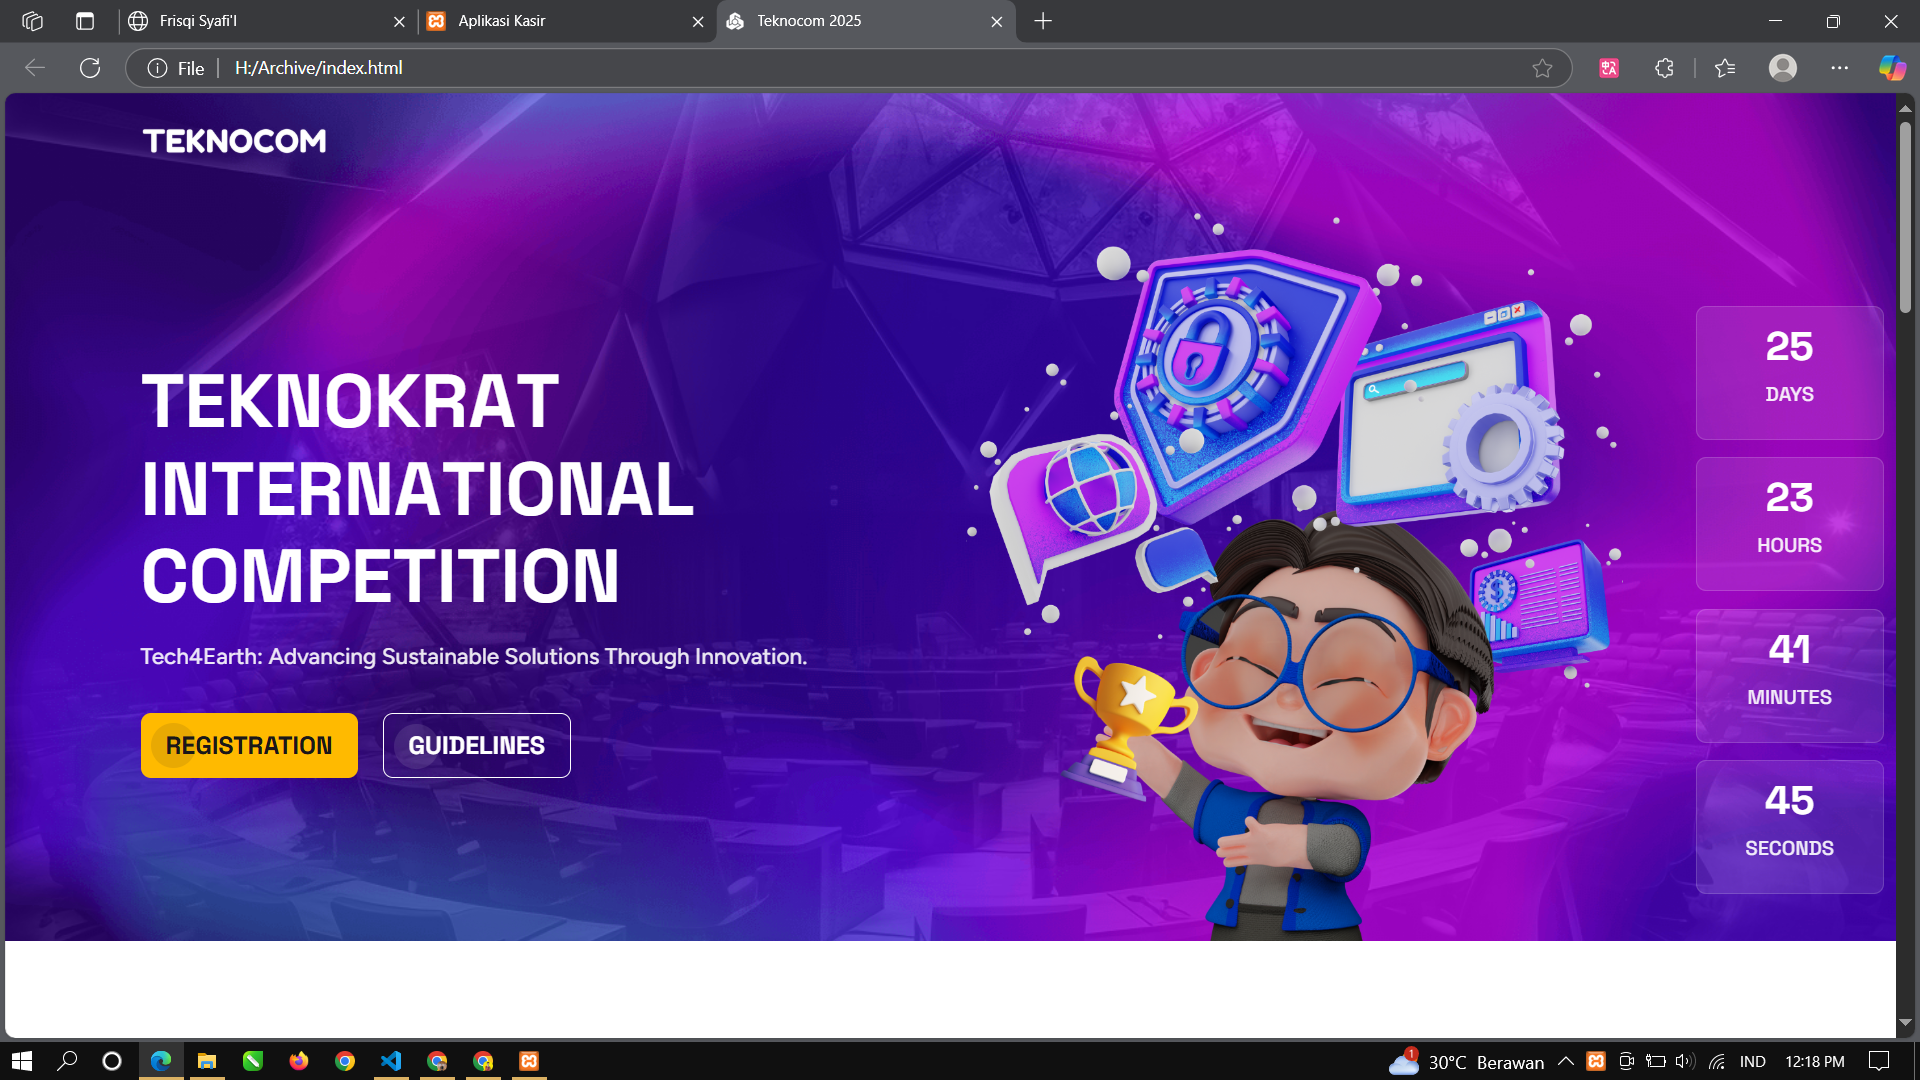 Frisqi Syafi'I
Aplikasi Kasir
Teknocom 2025
File
H:/Archive/index.html
TEKNOCOM
TEKNOKRAT
INTERNATIONAL
COMPETITION
Tech4Earth: Advancing Sustainable Solutions Through Innovation.
REGISTRATION
GUIDELINES
25
DAYS
23
HOURS
41
MINUTES
45
SECONDS
1
30°C Berawan
IND
12:18 PM